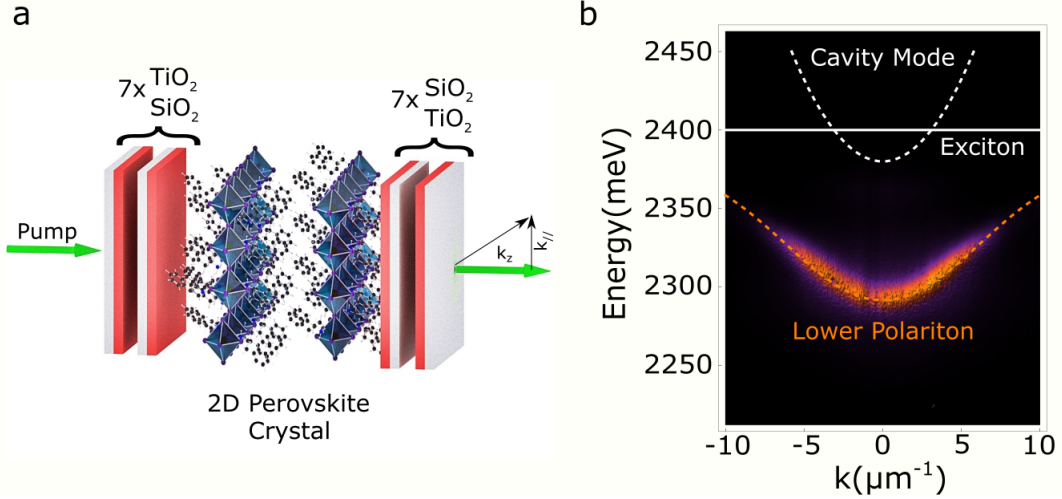 a
7x TiO₂
SiO₂
7x SiO₂
TiO₂
Pump
k//
kz
2D Perovskite
Crystal
b
Energy(meV)
2450
2400
2350
2300
2250
Cavity Mode
Exciton
Lower Polariton
-10
-5
0
5
10
k(µm⁻¹)